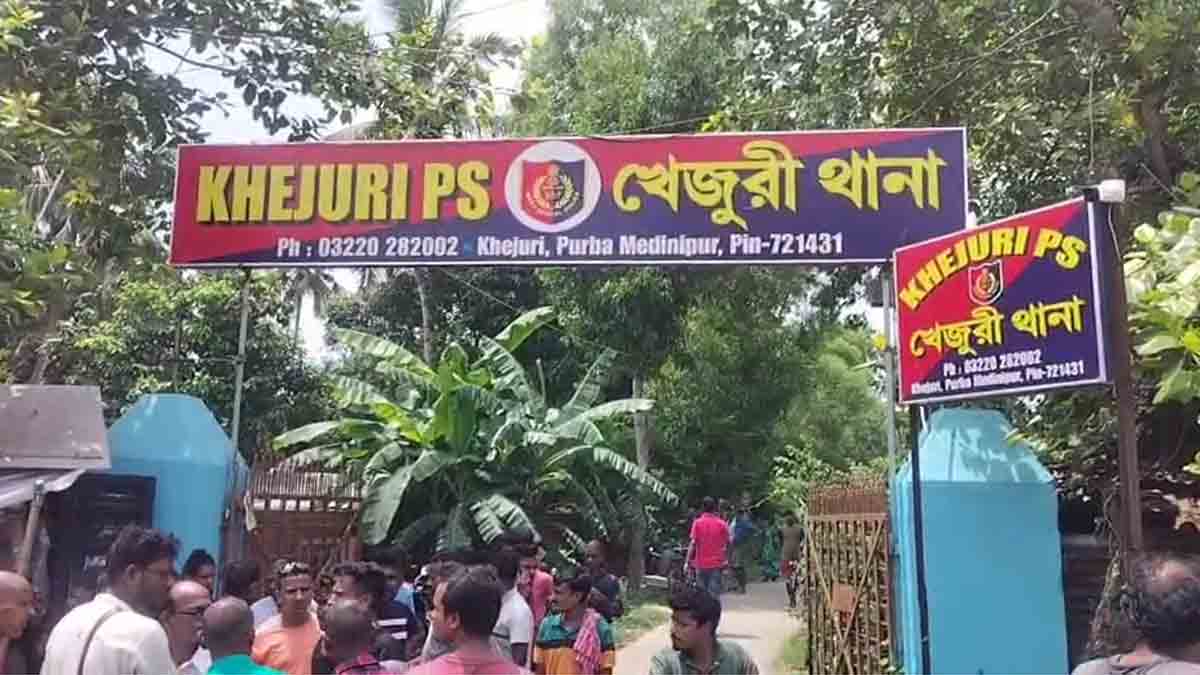 KHEJURI PS খেজুরী থানা
Ph : 03220 282002 Khejuri, Purba Medinipur, Pin-721431
KHEJURI PS
খেজুরী থানা
Ph : 03220 282002
Khejuri, Purba Medinipur, Pin-721431